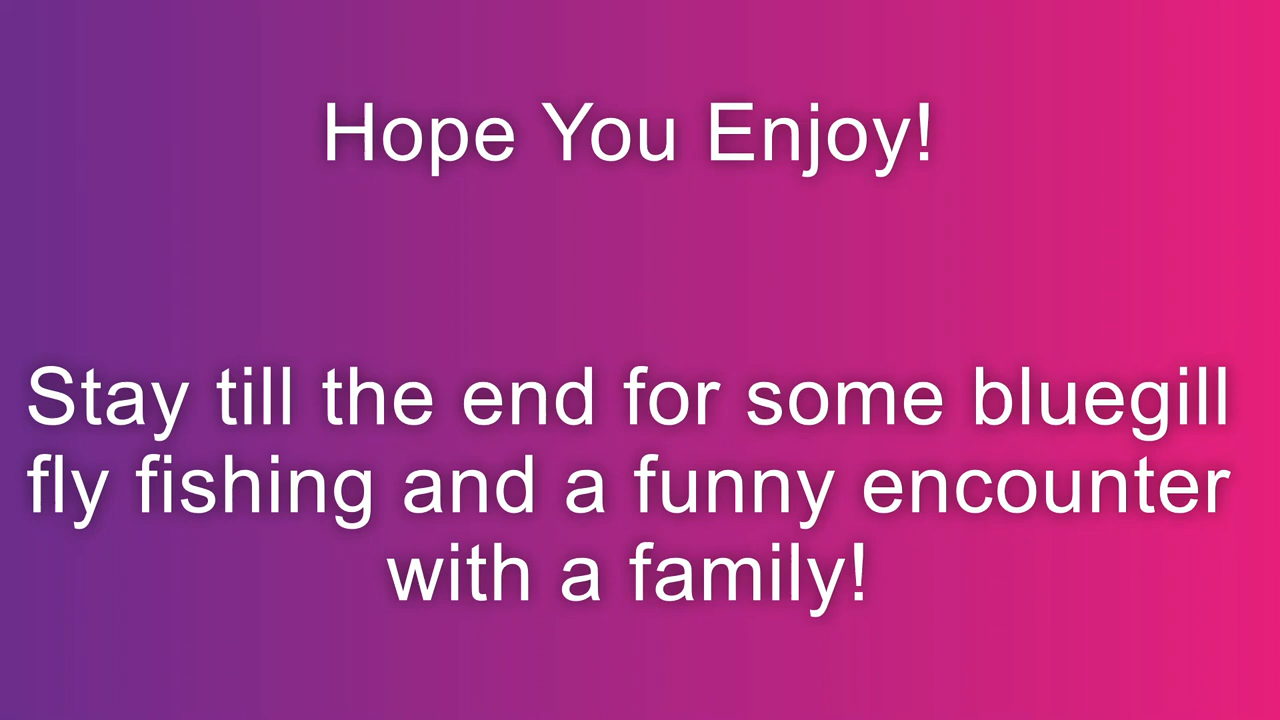 Hope You Enjoy!
Stay till the end for some bluegill
fly fishing and a funny encounter
with a family!